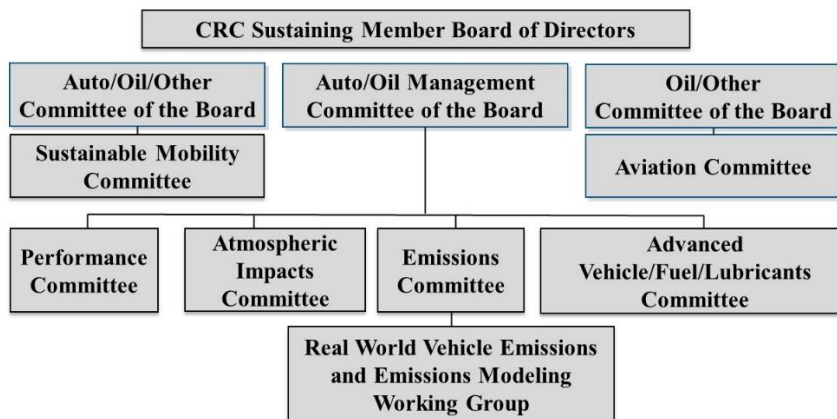 CRC Sustaining Member Board of Directors
Auto/Oil/Other
Committee of the Board
Auto/Oil Management
Committee of the Board
Oil/Other
Committee of the Board
Sustainable Mobility
Committee
Aviation Committee
Performance
Committee
Atmospheric
Impacts
Committee
Emissions
Committee
Advanced
Vehicle/Fuel/Lubricants
Committee
Real World Vehicle Emissions
and Emissions Modeling
Working Group